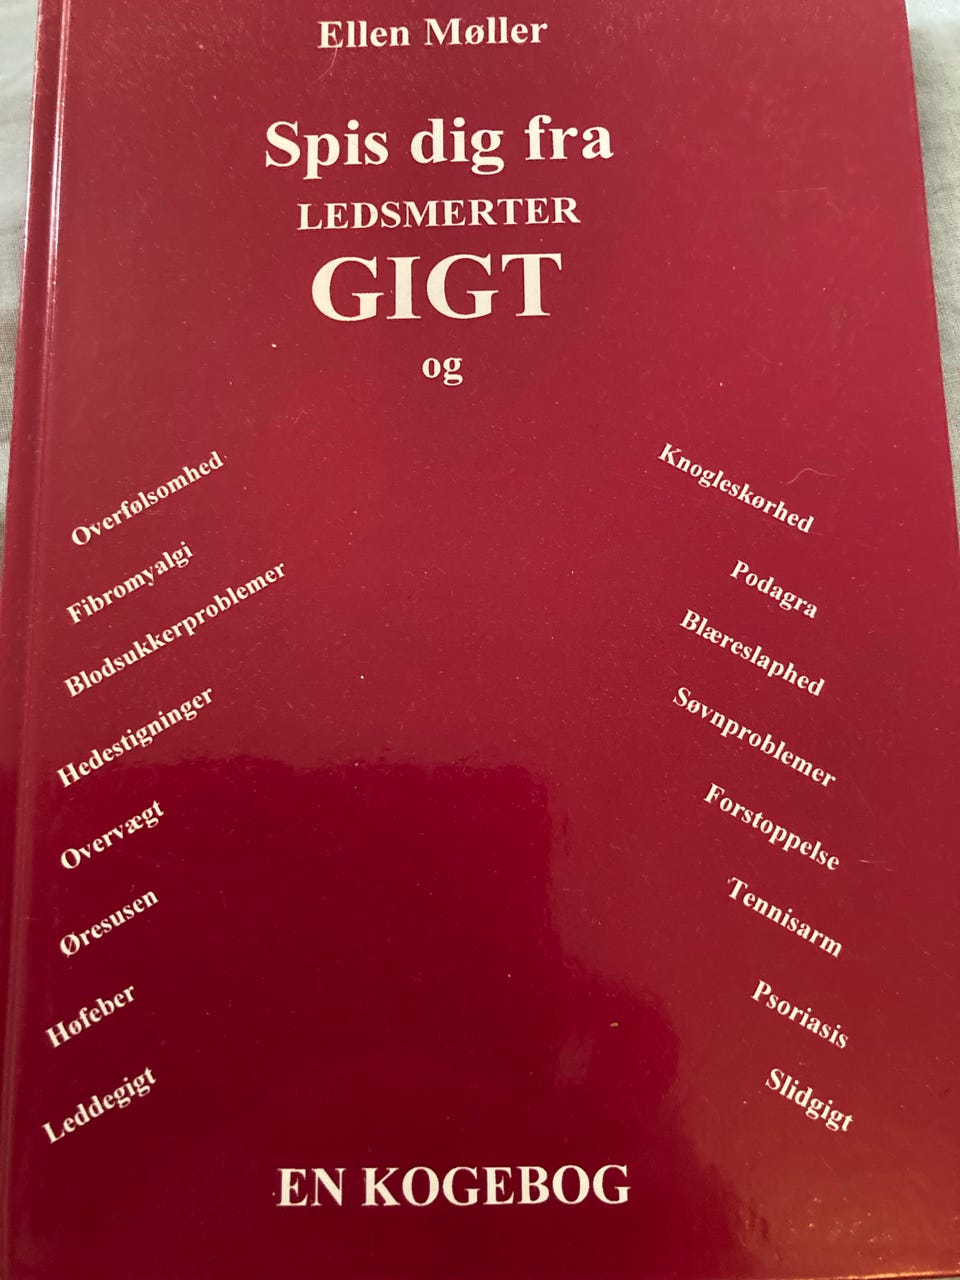 Ellen Møller
Spis dig fra
LEDSMERTER
GIGT
og
Overfølsomhed
Fibromyalgi
Blodsukkerproblemer
Hedestigninger
Overvægt
Øresusen
Høfeber
Leddegigt
Knogleskørhed
Podagra
Blæreslaphed
Søvnproblemer
Forstoppelse
Tennisarm
Psoriasis
Slidgigt
EN KOGEBOG